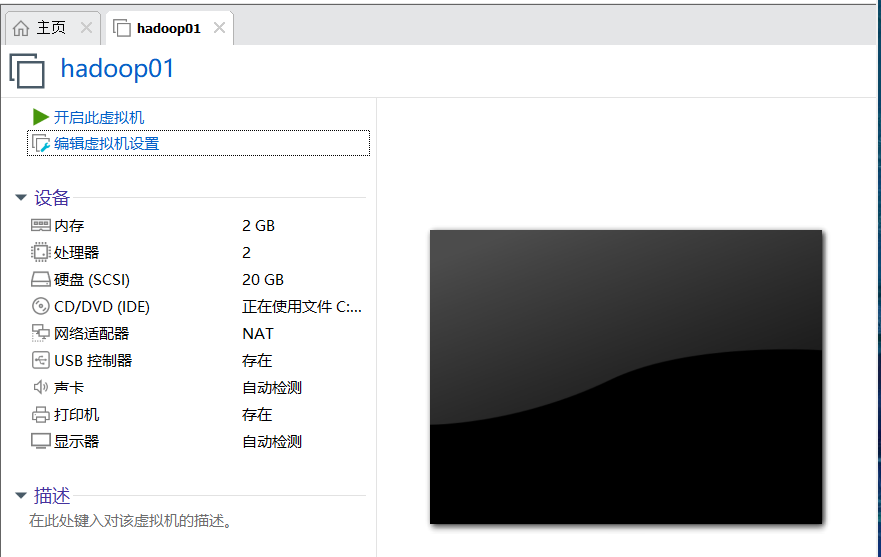 主页 hadoop01
hadoop01
开启此虚拟机
编辑虚拟机设置
设备
内存 2 GB
处理器 2
硬盘 (SCSI) 20 GB
CD/DVD (IDE) 正在使用文件 C:...
网络适配器 NAT
USB 控制器 存在
声卡 自动检测
打印机 存在
显示器 自动检测
描述
在此处键入对该虚拟机的描述。